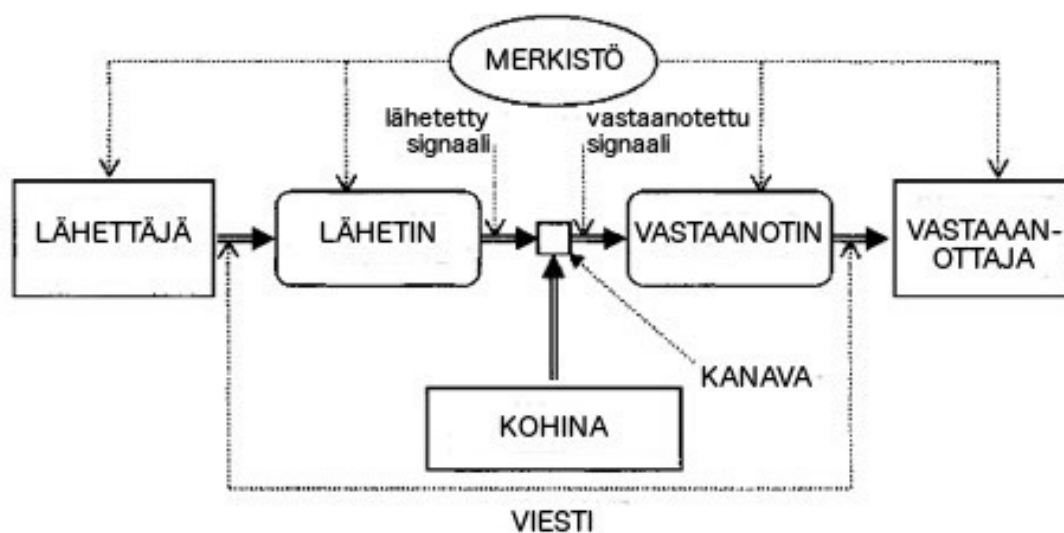 MERKISTÖ
lähetetty
signaali
vastaanotettu
signaali
LÄHETTÄJÄ
LÄHETIN
VASTAANOTIN
VASTAAAN-
OTTAJA
KANAVA
KOHINA
VIESTI